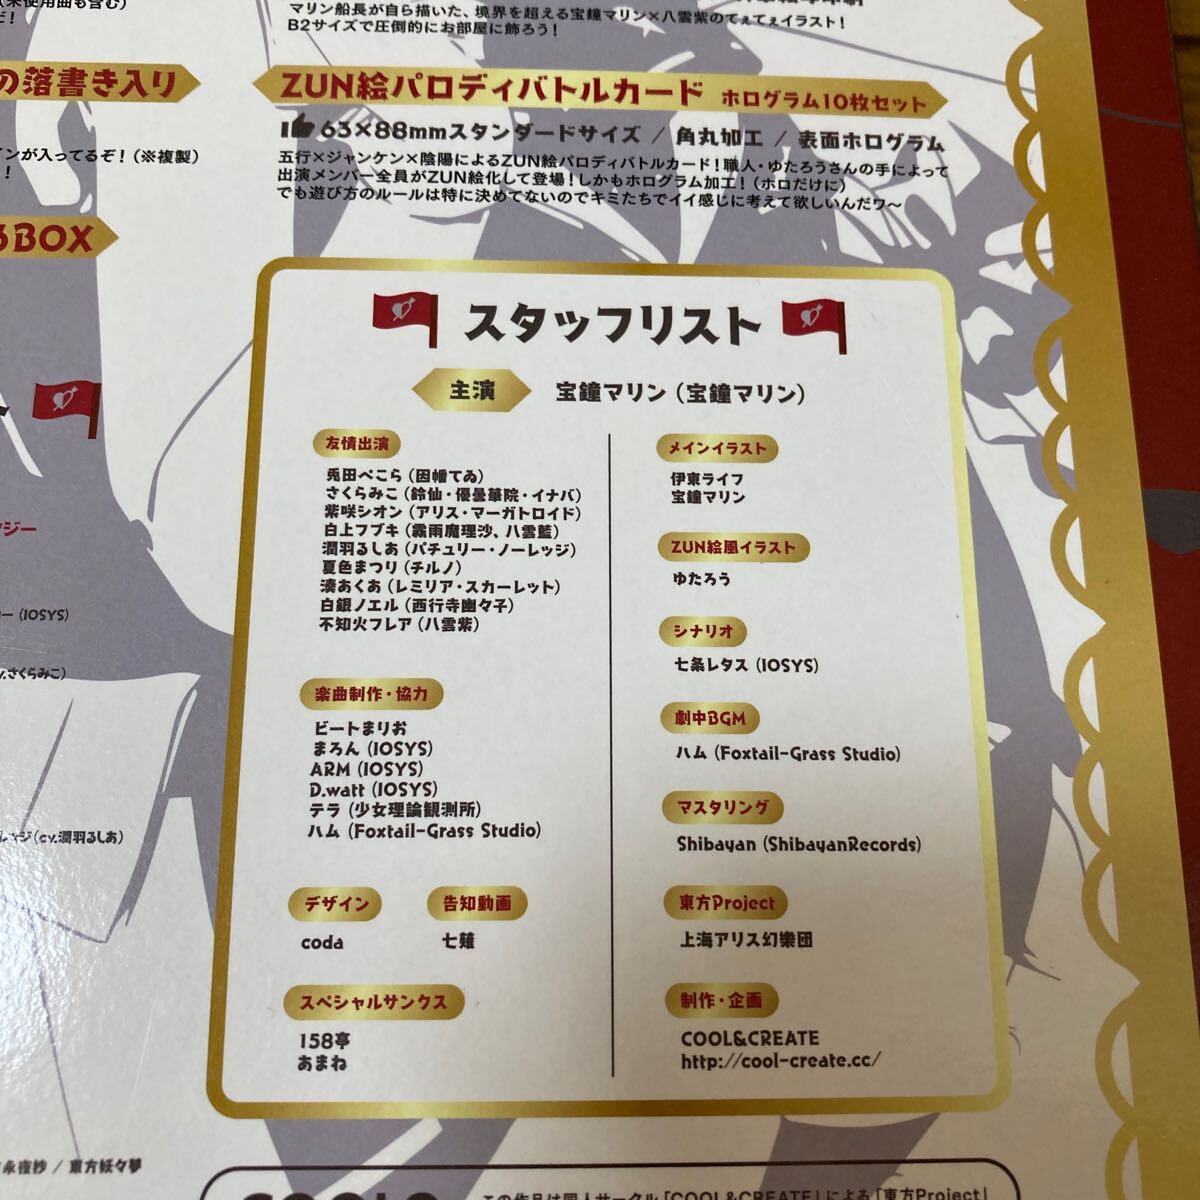 マリン船長が自ら描いた、境界を超える宝鐘マリン×八雲紫のてぇてぇイラスト!
B2サイズで圧倒的にお部屋に飾ろう!
の落書き入り
インが入ってるぞ!(※複製)
BOX
ZUN絵パロディバトルカード ホログラム10枚セット
63×88mmスタンダードサイズ / 角丸加工 / 表面ホログラム
五行×ジャンケン×陰陽によるZUN絵パロディバトルカード!職人・ゆたろうさんの手によって
出演メンバー全員がZUN絵化して登場!しかもホログラム加工!(ホロだけに)
でも遊び方のルールは特に決めてないのでキミたちでイイ感じに考えて欲しいんだワ〜
スタッフリスト
主演 宝鐘マリン(宝鐘マリン)
友情出演
兎田ぺこら(因幡てゐ)
さくらみこ(鈴仙・優曇華院・イナバ)
紫咲シオン(アリス・マーガトロイド)
白上フブキ(霧雨魔理沙、八雲藍)
潤羽るしあ(パチュリー・ノーレッジ)
夏色まつり(チルノ)
湊あくあ(レミリア・スカーレット)
白銀ノエル(西行寺幽々子)
不知火フレア(八雲紫)
楽曲制作・協力
ビートまりお
まろん(IOSYS)
ARM(IOSYS)
D.watt(IOSYS)
テラ(少女理論観測所)
ハム(Foxtail-Grass Studio)
デザイン
coda
告知動画
七薙
スペシャルサンクス
158亭
あまね
メインイラスト
伊東ライフ
宝鐘マリン
ZUN絵風イラスト
ゆたろう
シナリオ
七条レタス(IOSYS)
劇中BGM
ハム(Foxtail-Grass Studio)
マスタリング
Shibayan(ShibayanRecords)
東方Project
上海アリス幻樂団
制作・企画
COOL&CREATE
http://cool-create.cc/
ー(IOSYS)
.さくらみこ)
ッジ(cv.潤羽るしあ)
永夜抄 / 東方妖々夢
この作品は同人サークル「COOL&CREATE」による「東方Project」